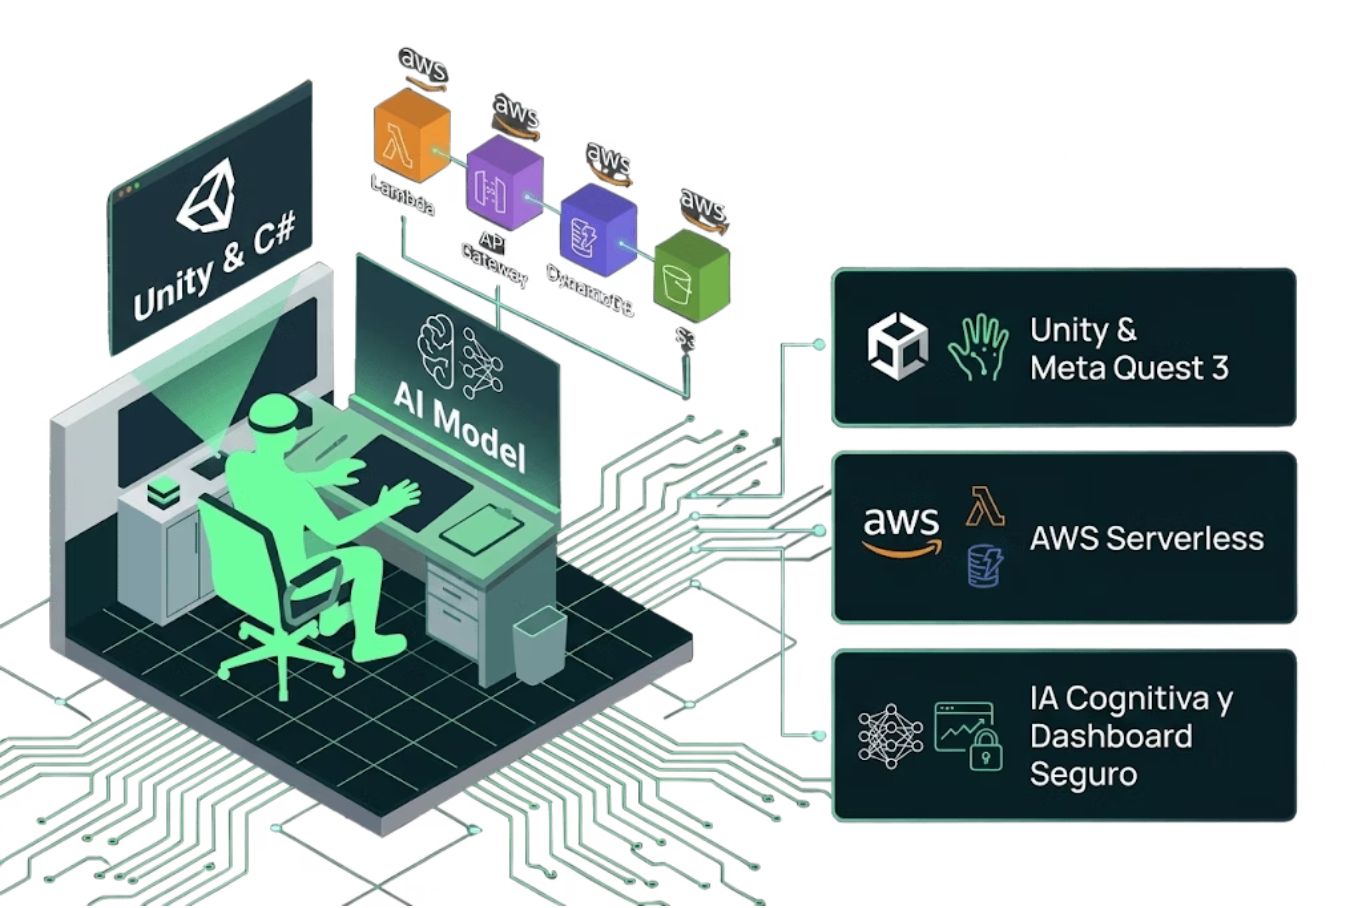 aws
aws
aws
aws
Lambda
API
Gateway
DynamoDB
S3
Unity & C#
AI Model
Unity &
Meta Quest 3
aws
AWS Serverless
IA Cognitiva y
Dashboard
Seguro